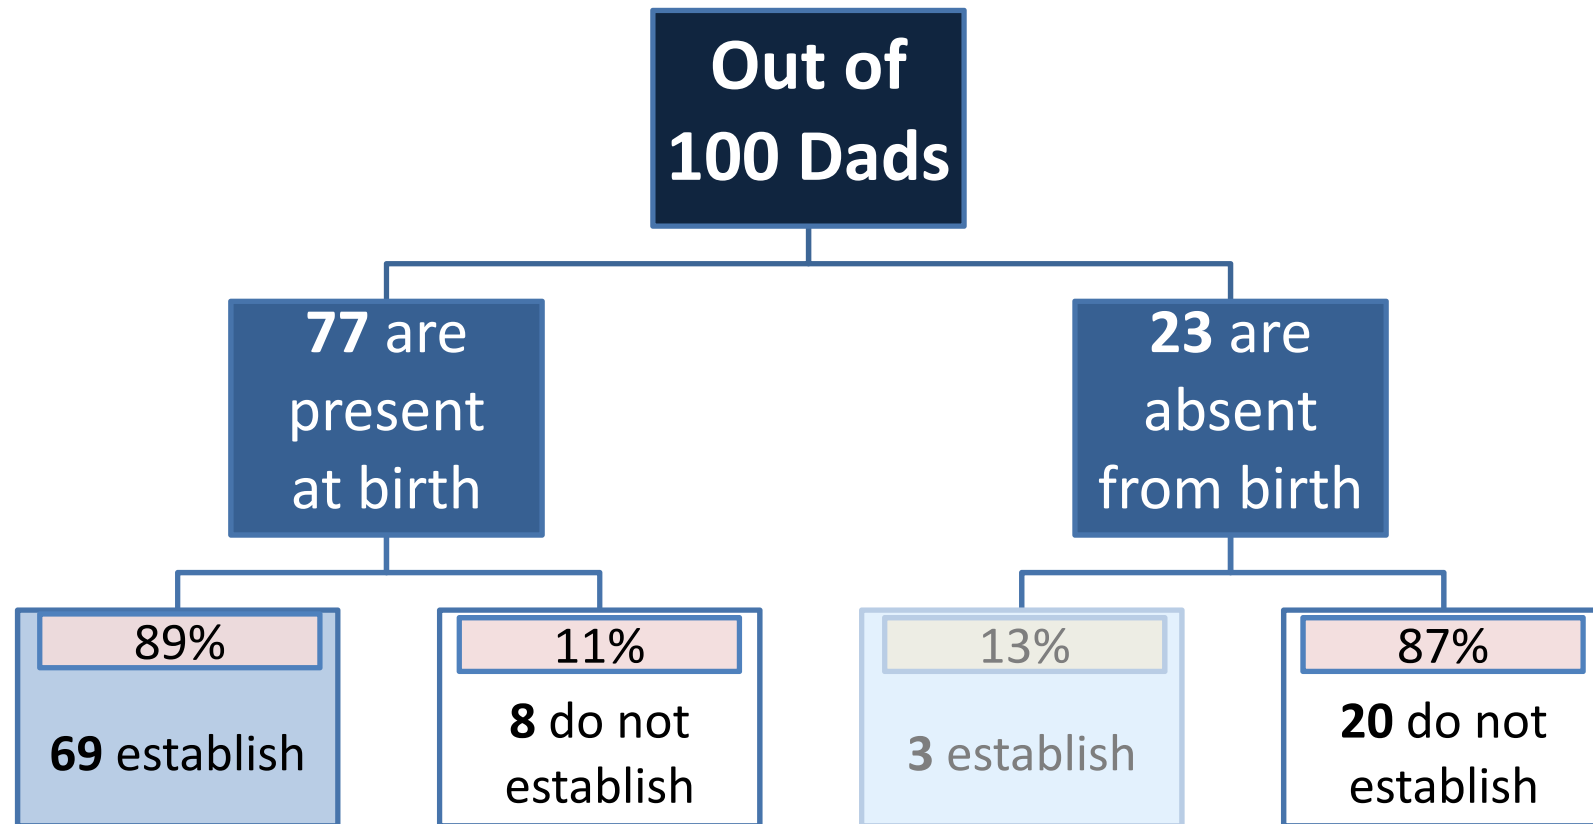 Out of
100 Dads
77 are
present
at birth
23 are
absent
from birth
89%
69 establish
11%
8 do not
establish
13%
3 establish
87%
20 do not
establish